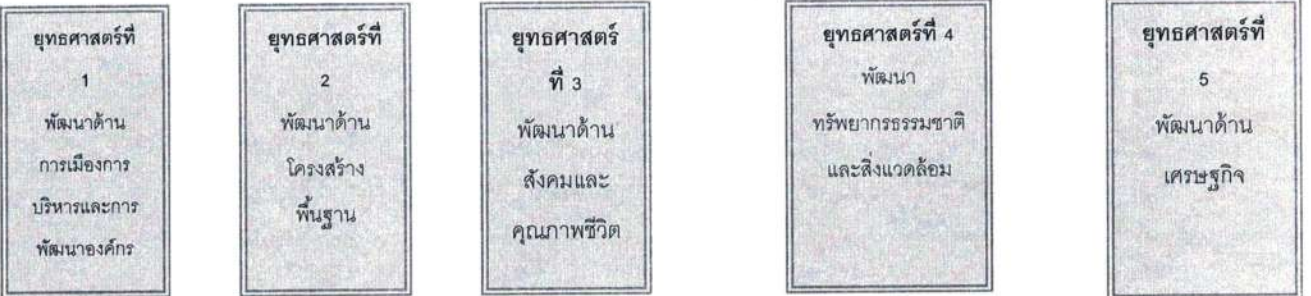 ยุทธศาสตร์ที่
1
พัฒนาด้าน
การเมืองการ
บริหารและการ
พัฒนาองค์กร
ยุทธศาสตร์ที่
2
พัฒนาด้าน
โครงสร้าง
พื้นฐาน
ยุทธศาสตร์
ที่ 3
พัฒนาด้าน
สังคมและ
คุณภาพชีวิต
ยุทธศาสตร์ที่ 4
พัฒนา
ทรัพยากรธรรมชาติ
และสิ่งแวดล้อม
ยุทธศาสตร์ที่
5
พัฒนาด้าน
เศรษฐกิจ